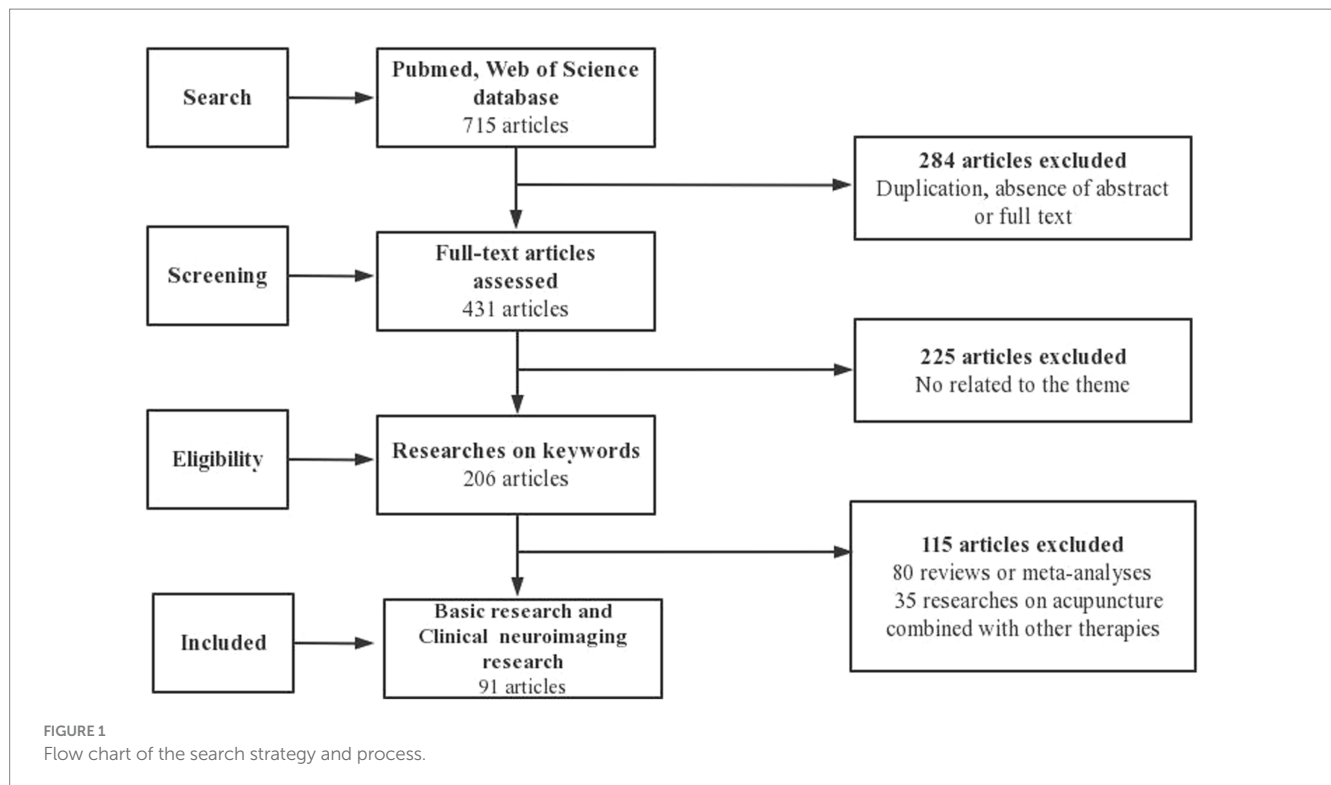 Search
Pubmed, Web of Science
database
715 articles
284 articles excluded
Duplication, absence of abstract
or full text
Screening
Full-text articles
assessed
431 articles
225 articles excluded
No related to the theme
Eligibility
Researches on keywords
206 articles
115 articles excluded
80 reviews or meta-analyses
35 researches on acupuncture
combined with other therapies
Included
Basic research and
Clinical neuroimaging
research
91 articles
FIGURE 1
Flow chart of the search strategy and process.